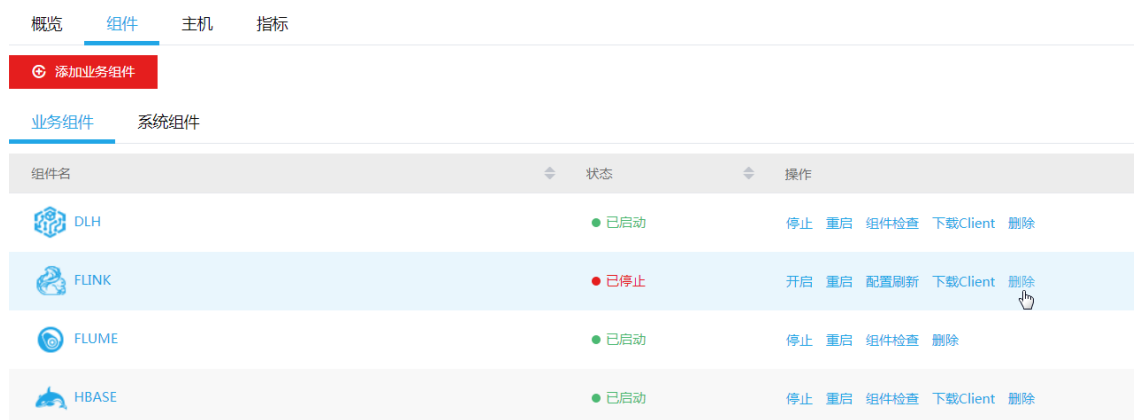 概览 组件 主机 指标
添加业务组件
业务组件 系统组件
组件名 状态 操作
DLH 已启动 停止 重启 组件检查 下载Client 删除
FLINK 已停止 开启 重启 配置刷新 下载Client 删除
FLUME 已启动 停止 重启 组件检查 删除
HBASE 已启动 停止 重启 组件检查 下载Client 删除